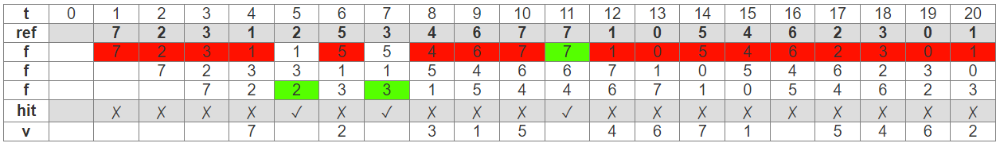 t 0 1 2 3 4 5 6 7 8 9 10 11 12 13 14 15 16 17 18 19 20
ref 7 2 3 1 2 5 3 4 6 7 7 1 0 5 4 6 2 3 0 1
f 7 2 3 1 1 5 5 4 6 7 7 1 0 5 4 6 2 3 0 1
f 7 2 3 3 1 1 5 4 6 6 7 1 0 5 4 6 2 3 0
f 7 2 2 3 3 1 5 4 4 6 7 1 0 5 4 6 2 3
hit ✗ ✗ ✗ ✗ ✓ ✗ ✓ ✗ ✗ ✗ ✓ ✗ ✗ ✗ ✗ ✗ ✗ ✗ ✗ ✗
v 7 2 3 1 5 4 6 7 1 5 4 6 2